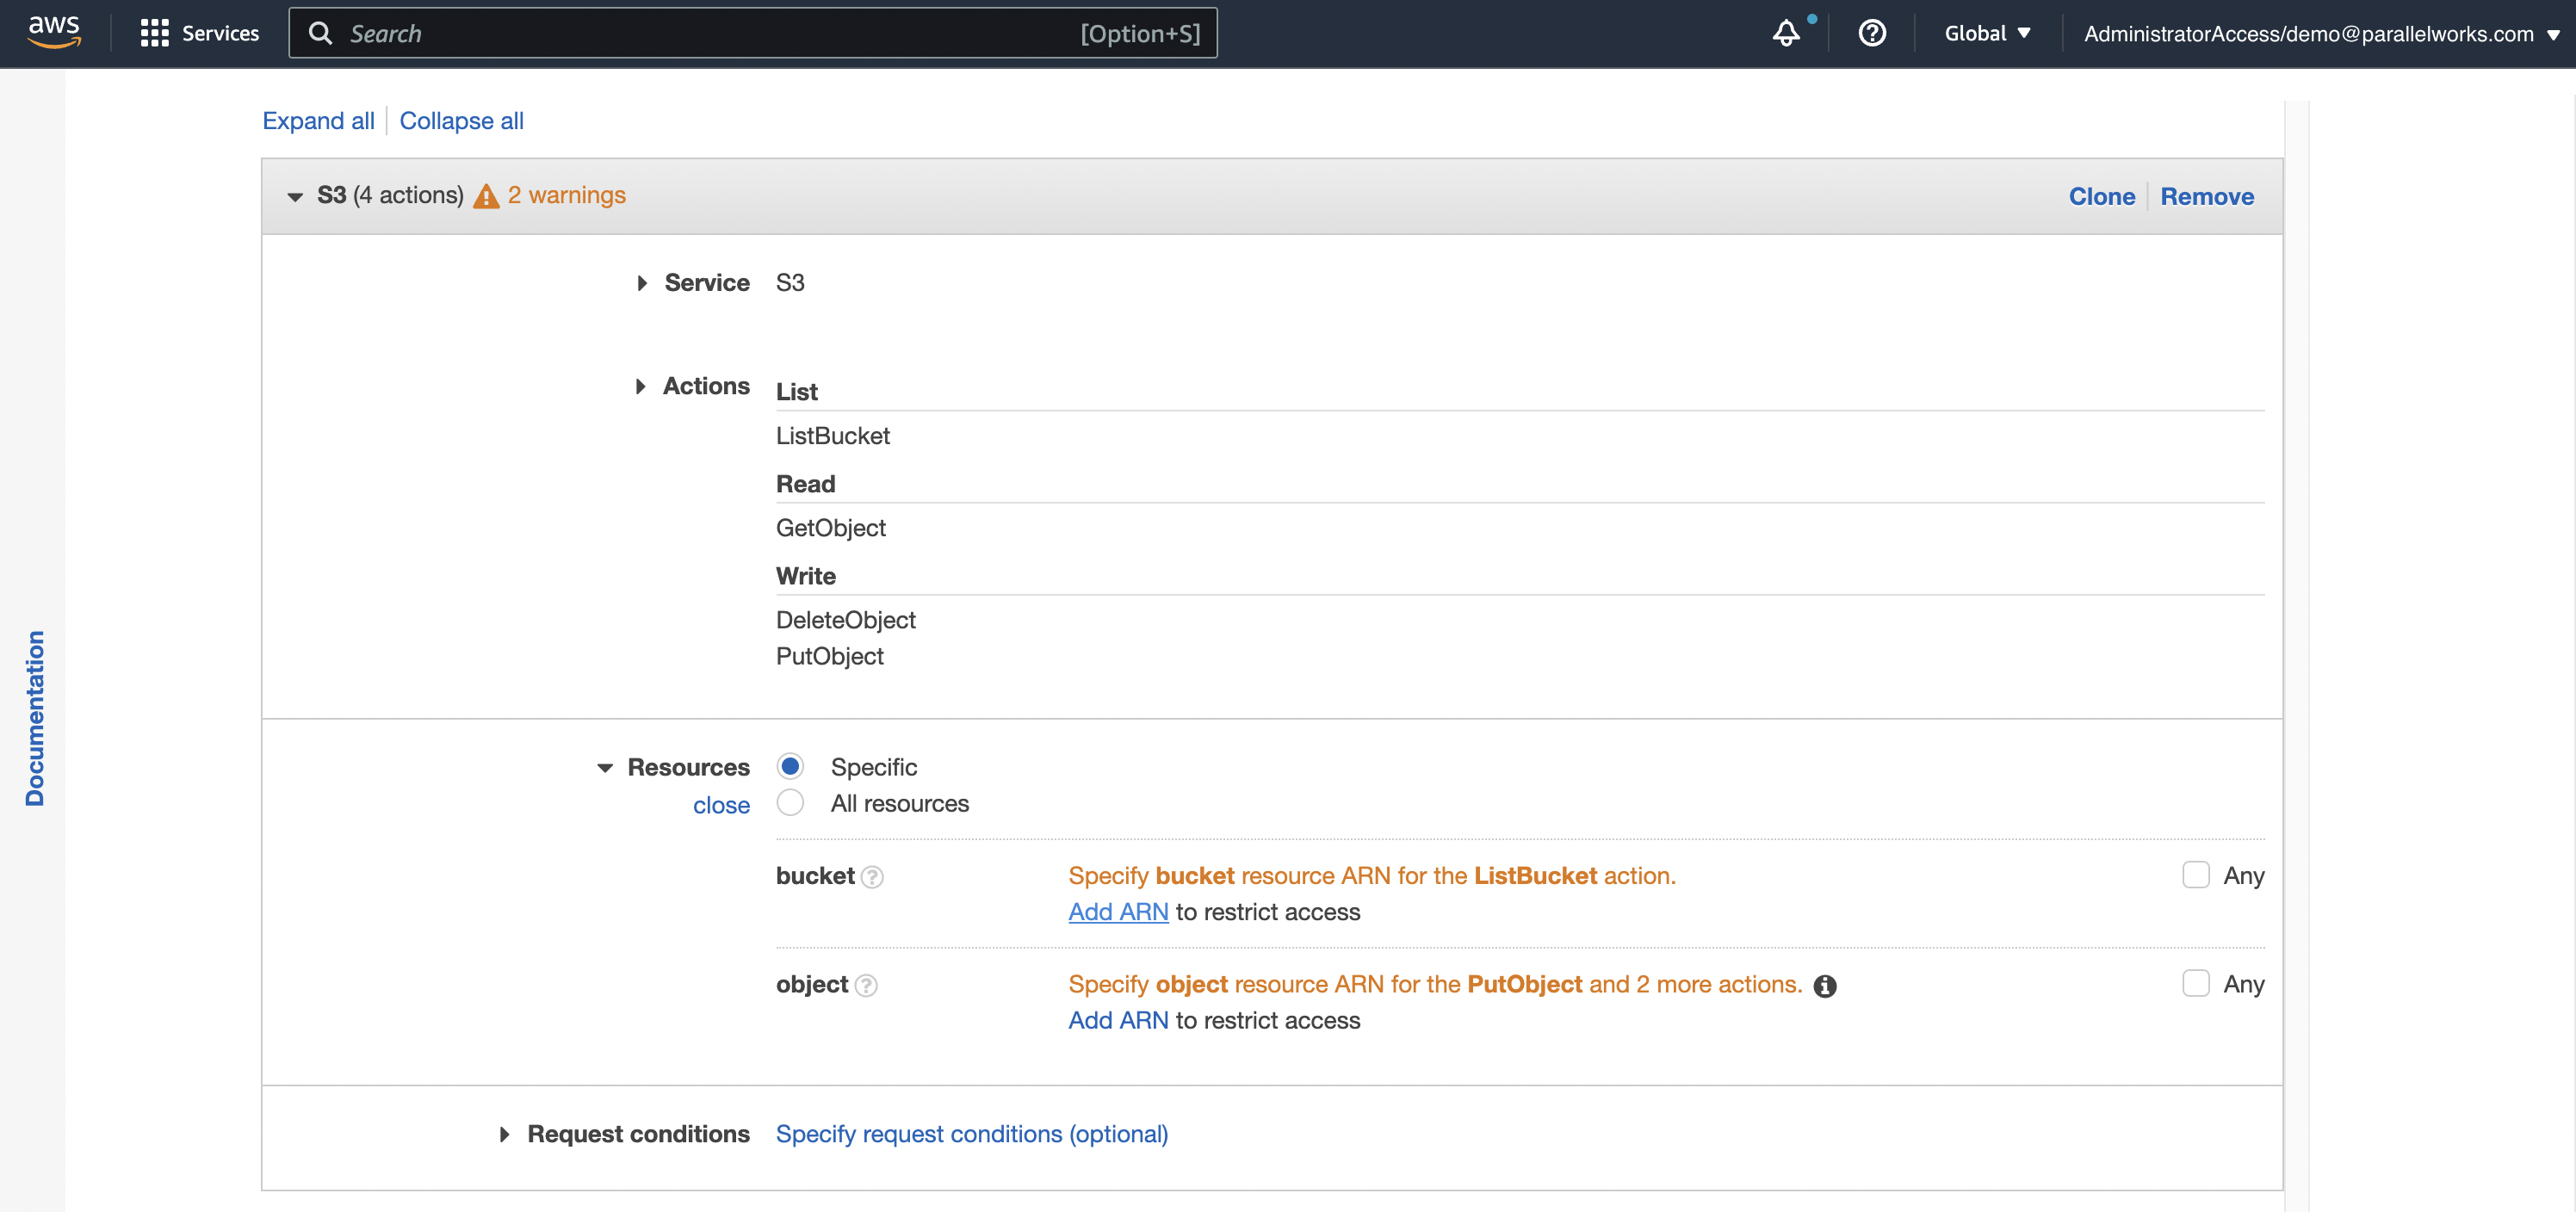 aws Services Search [Option+S] Global AdministratorAccess/demo@parallelworks.com
Expand all Collapse all
S3 (4 actions) 2 warnings Clone Remove
Service S3
Actions List
ListBucket
Read
GetObject
Write
DeleteObject
PutObject
Documentation
Resources Specific
close All resources
bucket Specify bucket resource ARN for the ListBucket action. Any
Add ARN to restrict access
object Specify object resource ARN for the PutObject and 2 more actions. Any
Add ARN to restrict access
Request conditions Specify request conditions (optional)